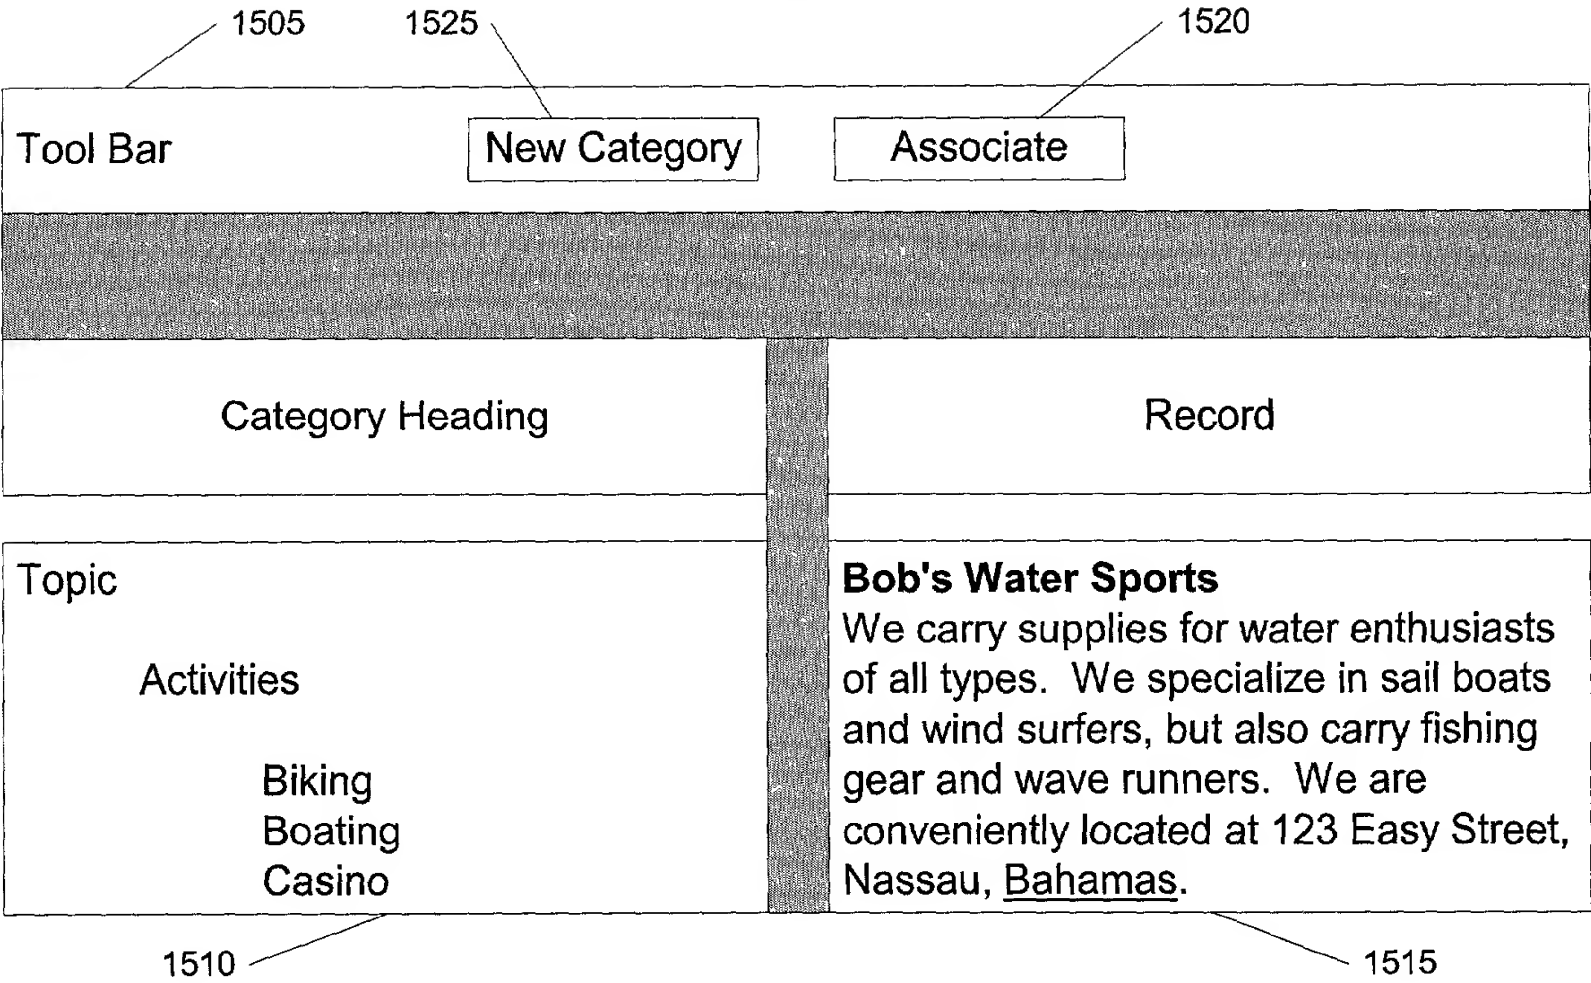 1505 1525 1520
Tool Bar New Category Associate
Category Heading Record
Topic
Activities
Biking
Boating
Casino
Bob's Water Sports
We carry supplies for water enthusiasts
of all types. We specialize in sail boats
and wind surfers, but also carry fishing
gear and wave runners. We are
conveniently located at 123 Easy Street,
Nassau, Bahamas.
1510 1515